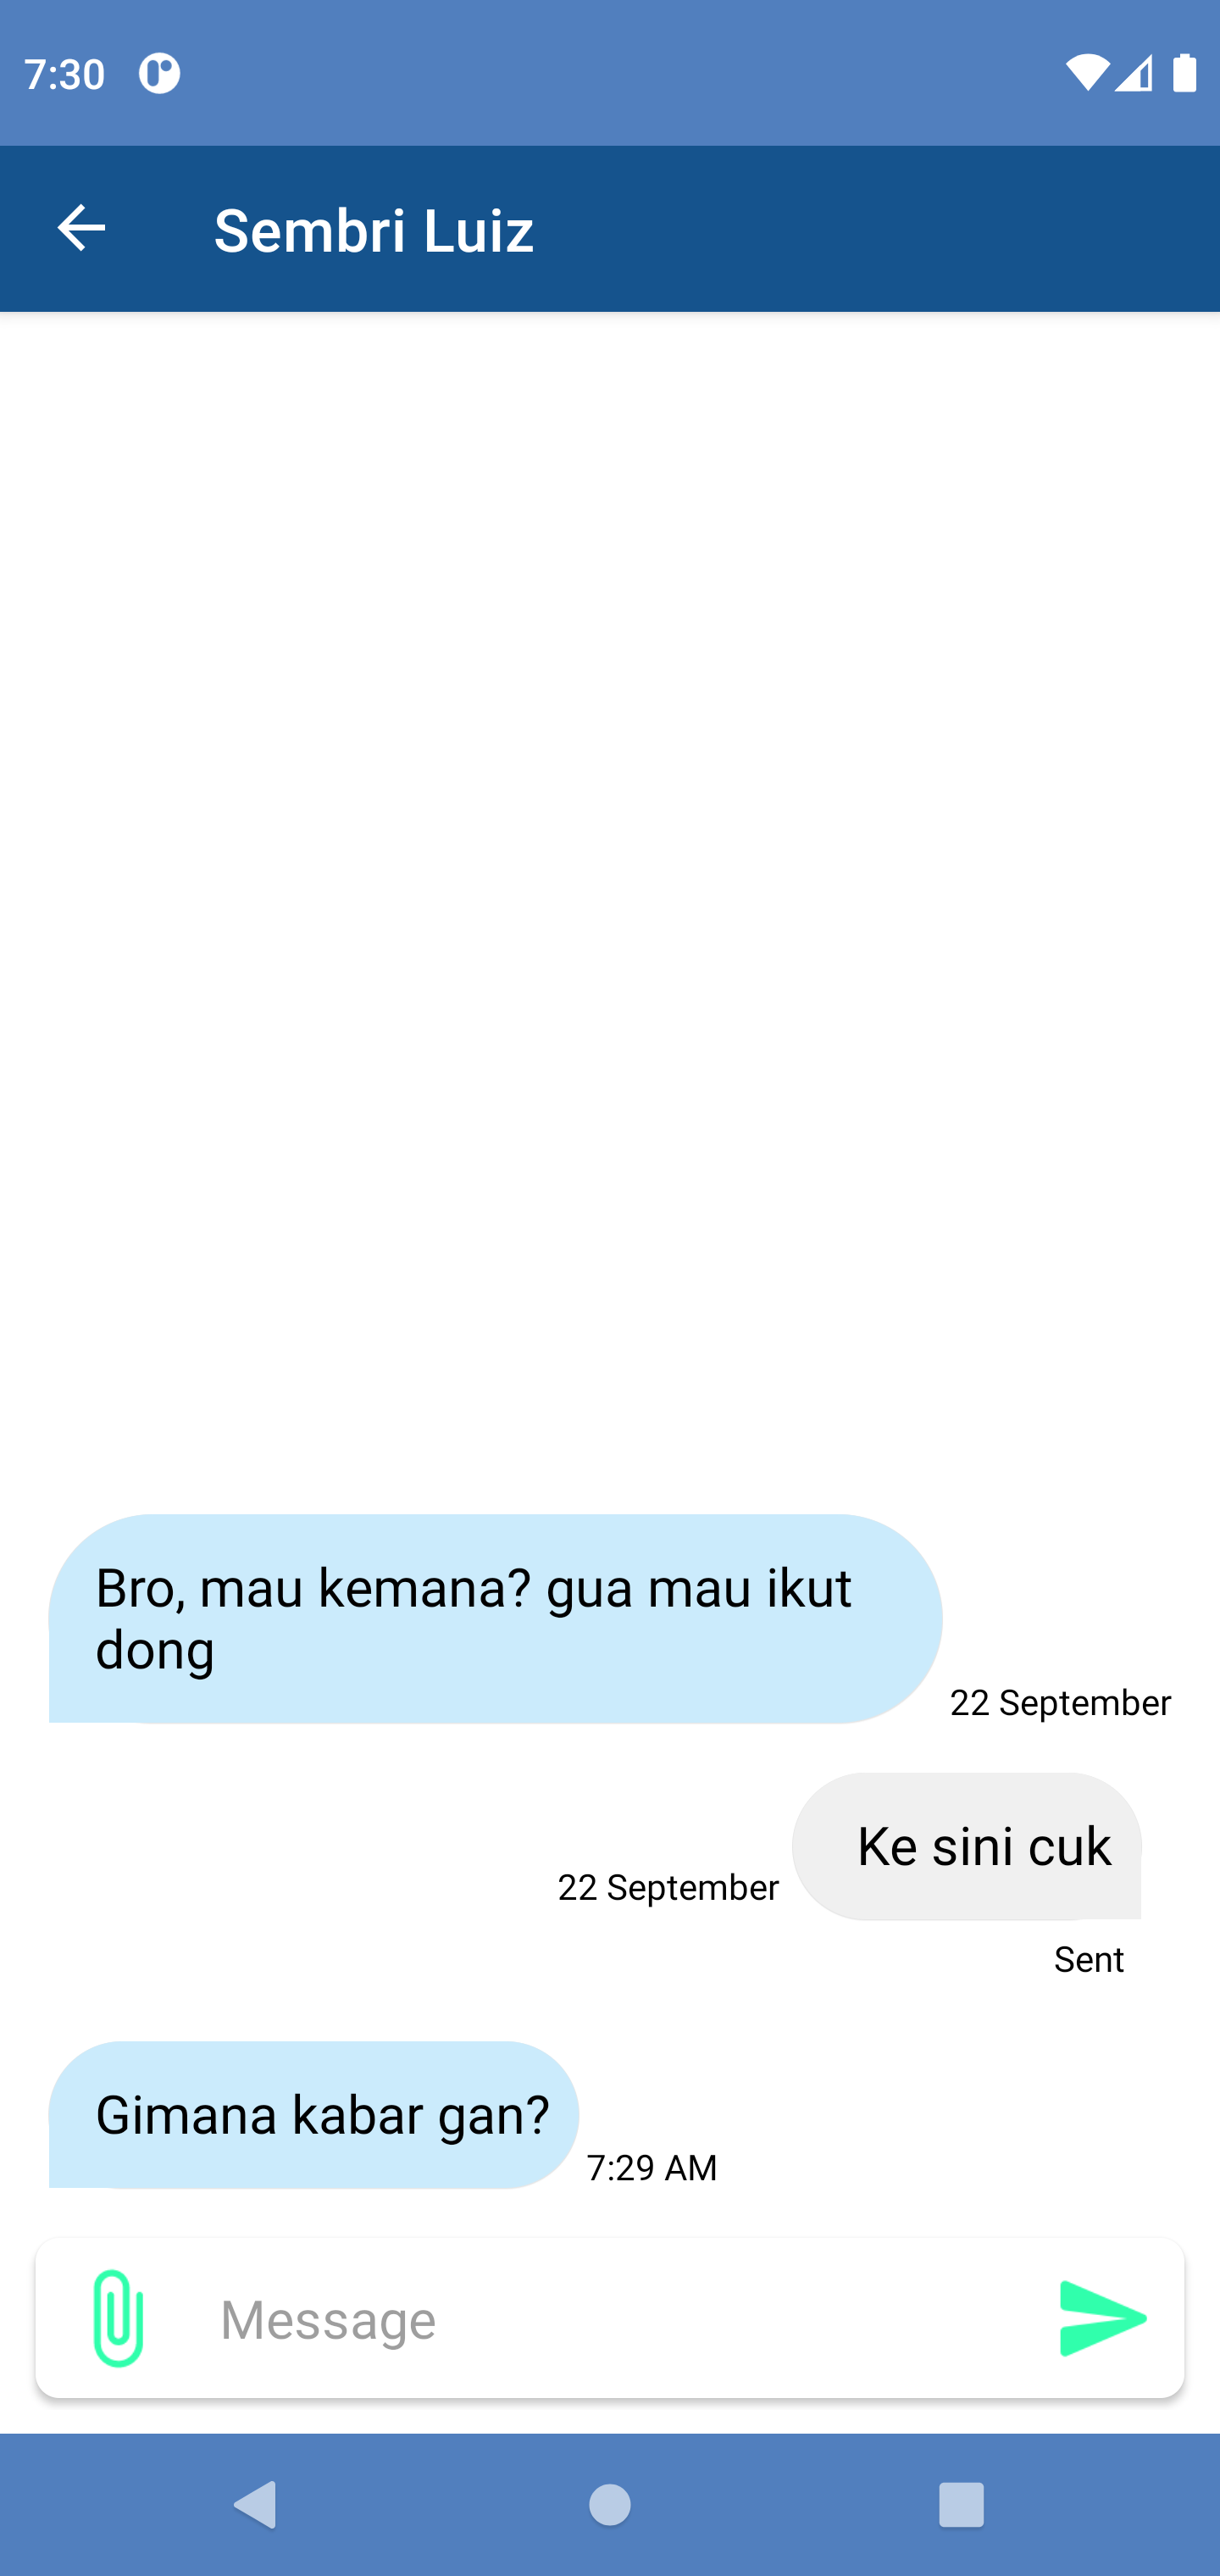 7:30
Sembri Luiz
Bro, mau kemana? gua mau ikut
dong
22 September
Ke sini cuk
22 September
Sent
Gimana kabar gan?
7:29 AM
Message